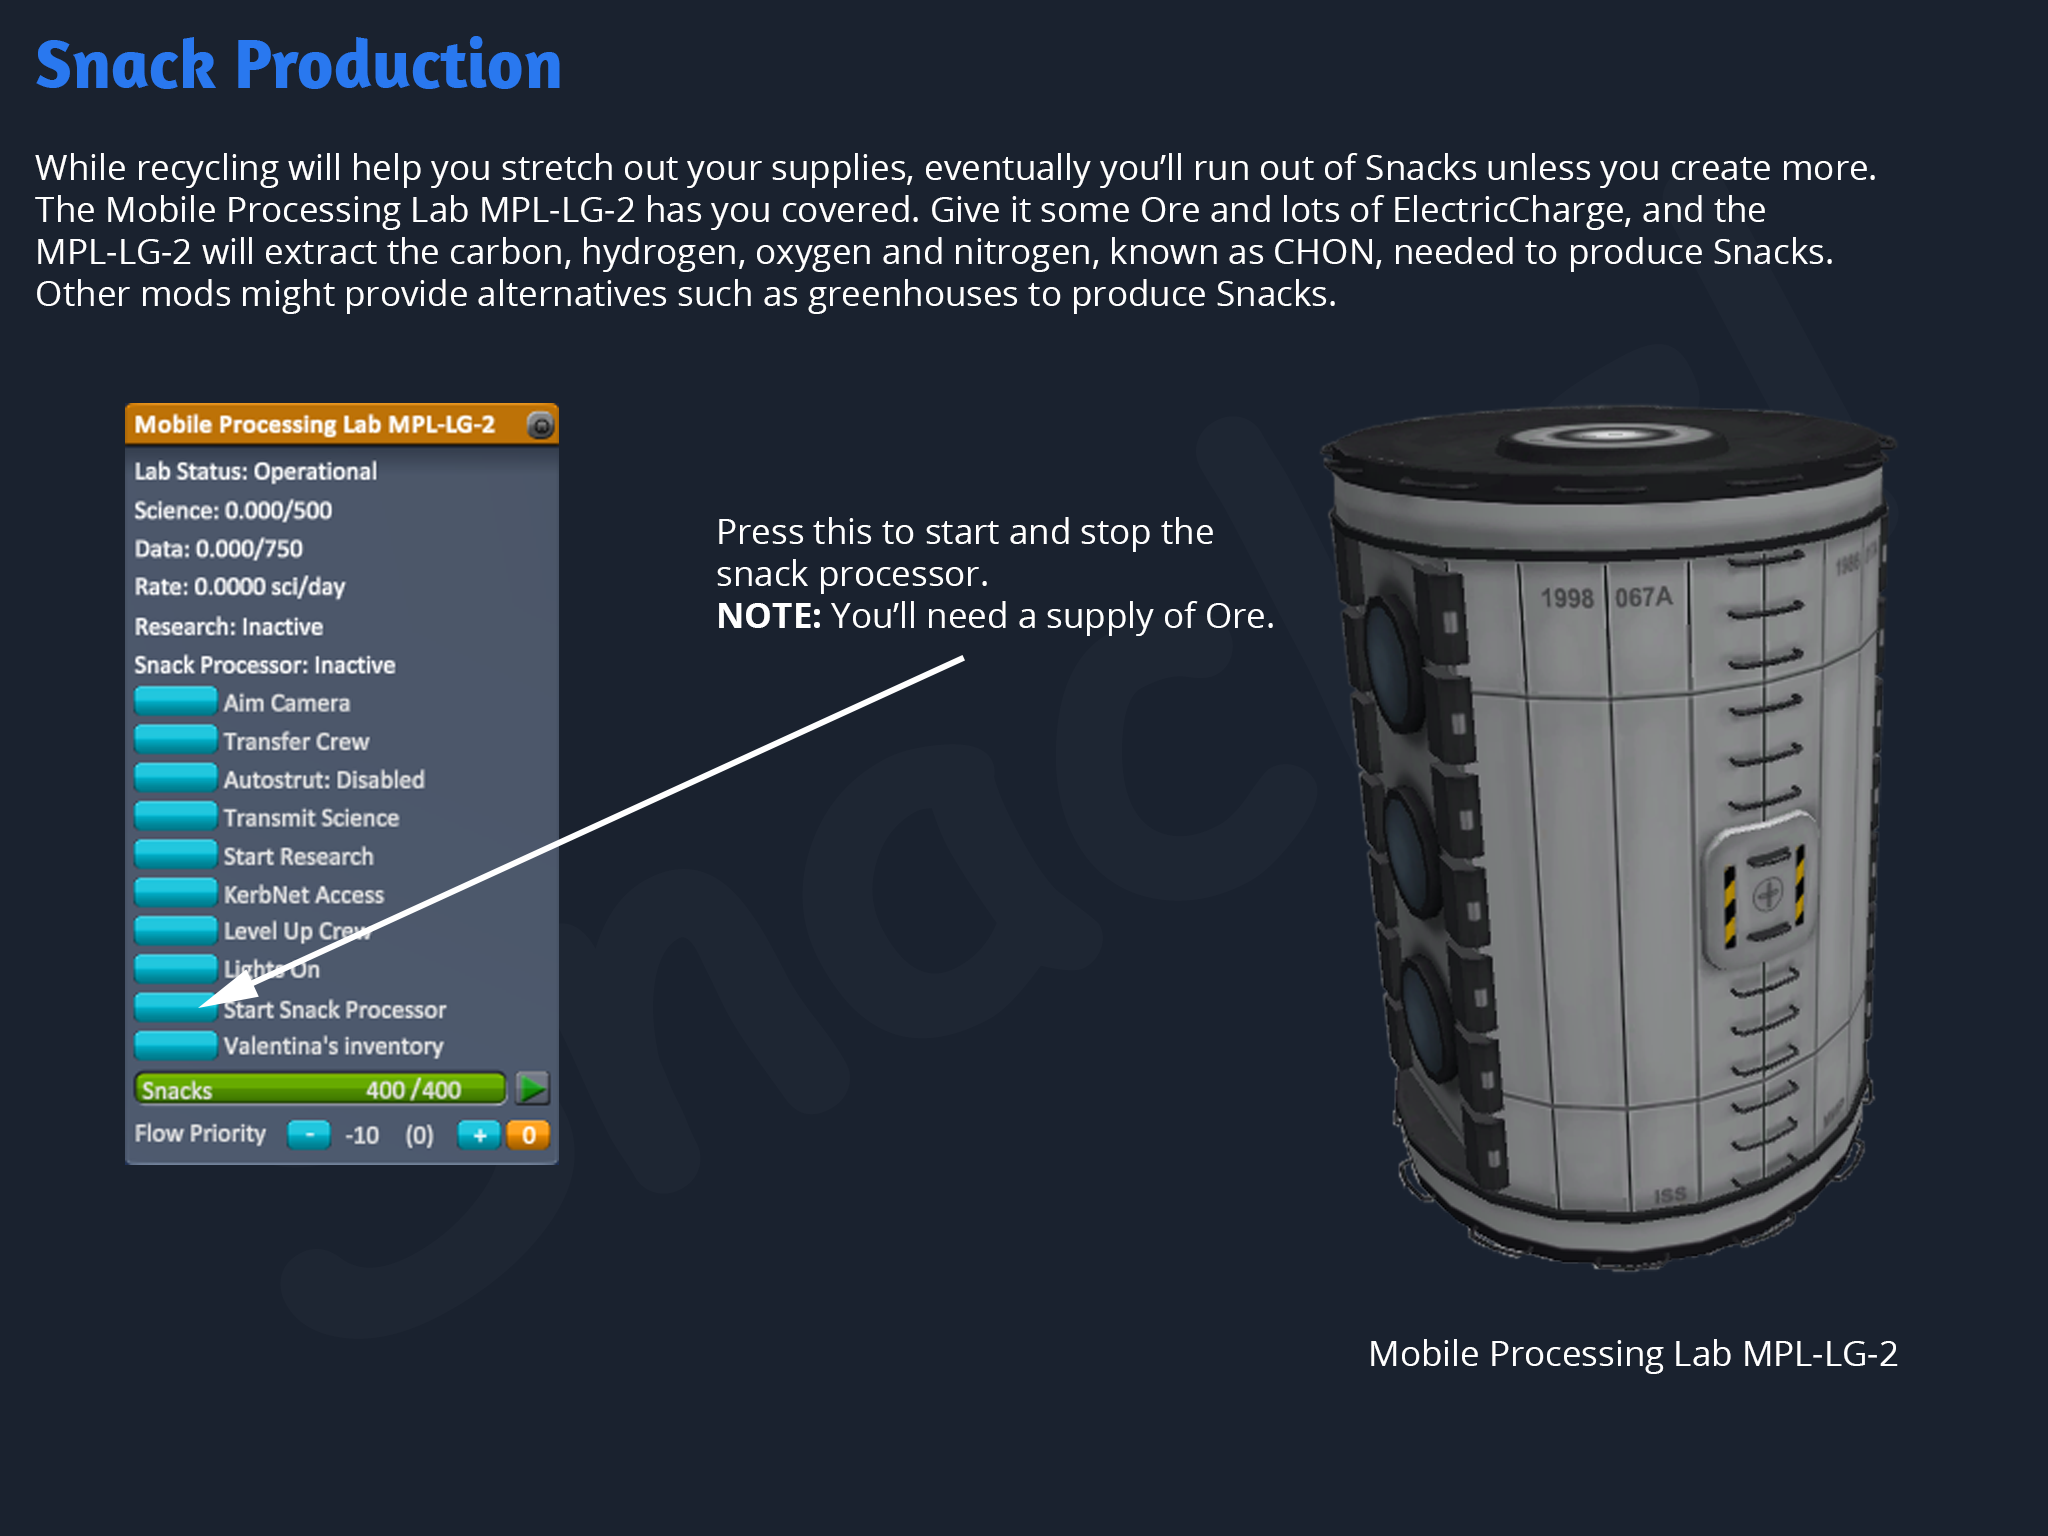 Snack Production
While recycling will help you stretch out your supplies, eventually you’ll run out of Snacks unless you create more.
The Mobile Processing Lab MPL-LG-2 has you covered. Give it some Ore and lots of ElectricCharge, and the
MPL-LG-2 will extract the carbon, hydrogen, oxygen and nitrogen, known as CHON, needed to produce Snacks.
Other mods might provide alternatives such as greenhouses to produce Snacks.
Mobile Processing Lab MPL-LG-2
Lab Status: Operational
Science: 0.000/500
Data: 0.000/750
Rate: 0.0000 sci/day
Research: Inactive
Snack Processor: Inactive
Aim Camera
Transfer Crew
Autostrut: Disabled
Transmit Science
Start Research
KerbNet Access
Level Up Crew
Lights On
Start Snack Processor
Valentina's inventory
Snacks 400 /400
Flow Priority - -10 (0) + 0
Press this to start and stop the
snack processor.
NOTE: You’ll need a supply of Ore.
1998 067A
ISS
Mobile Processing Lab MPL-LG-2